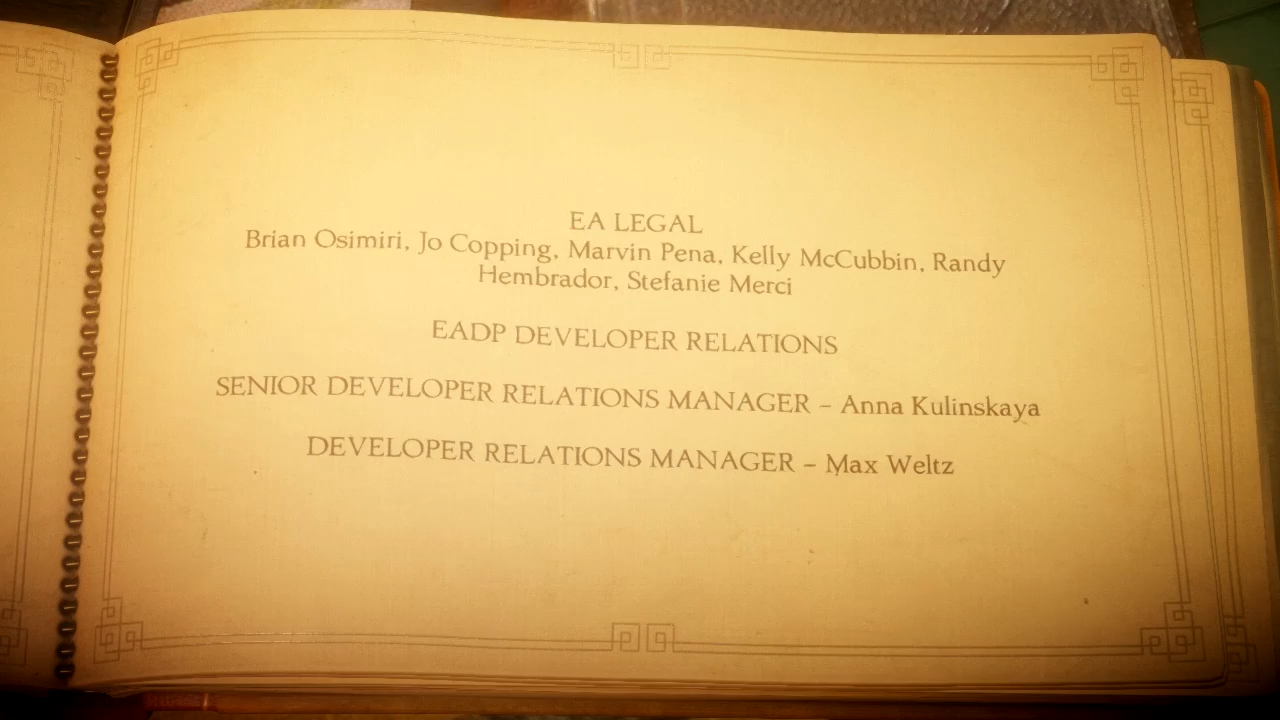 EA LEGAL
Brian Osimiri, Jo Copping, Marvin Pena, Kelly McCubbin, Randy
Hembrador, Stefanie Merci
EADP DEVELOPER RELATIONS
SENIOR DEVELOPER RELATIONS MANAGER – Anna Kulinskaya
DEVELOPER RELATIONS MANAGER – Max Weltz